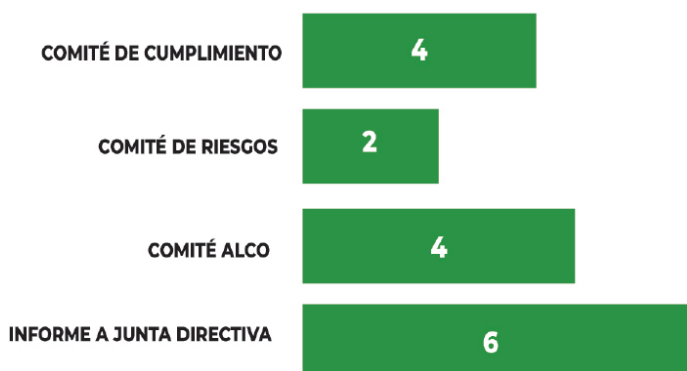 COMITÉ DE CUMPLIMIENTO 4
COMITÉ DE RIESGOS 2
COMITÉ ALCO 4
INFORME A JUNTA DIRECTIVA 6